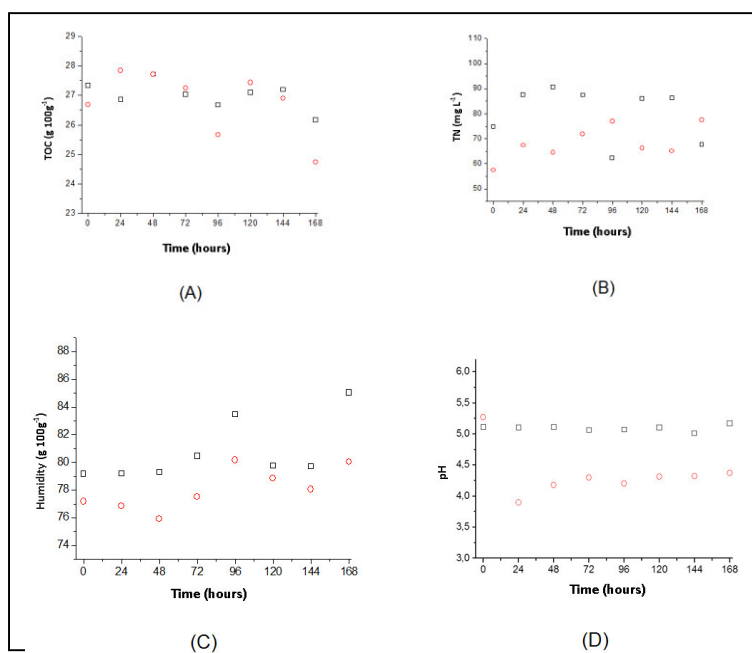 29
28
27
26
25
24
23
TOC (g 100g⁻¹)
0 24 48 72 96 120 144 168
Time (hours)
(A)
110
100
90
80
70
60
50
TN (mg L⁻¹)
0 24 48 72 96 120 144 168
Time (hours)
(B)
88
86
84
82
80
78
76
74
Humidity (g 100g⁻¹)
0 24 48 72 96 120 144 168
Time (hours)
(C)
6,0
5,5
5,0
4,5
4,0
3,5
3,0
pH
0 24 48 72 96 120 144 168
Time (hours)
(D)